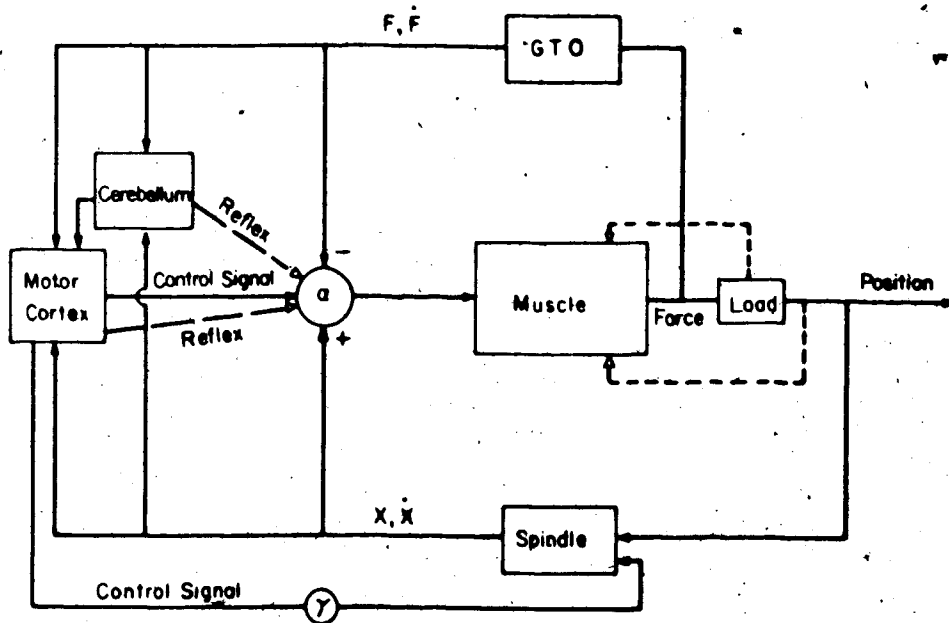 F, Ḟ
GTO
Cerebellum
Reflex
−
Motor
Cortex
Control Signal
α
Reflex
+
Muscle
Force
Load
Position
X, Ẋ
Spindle
Control Signal
γ